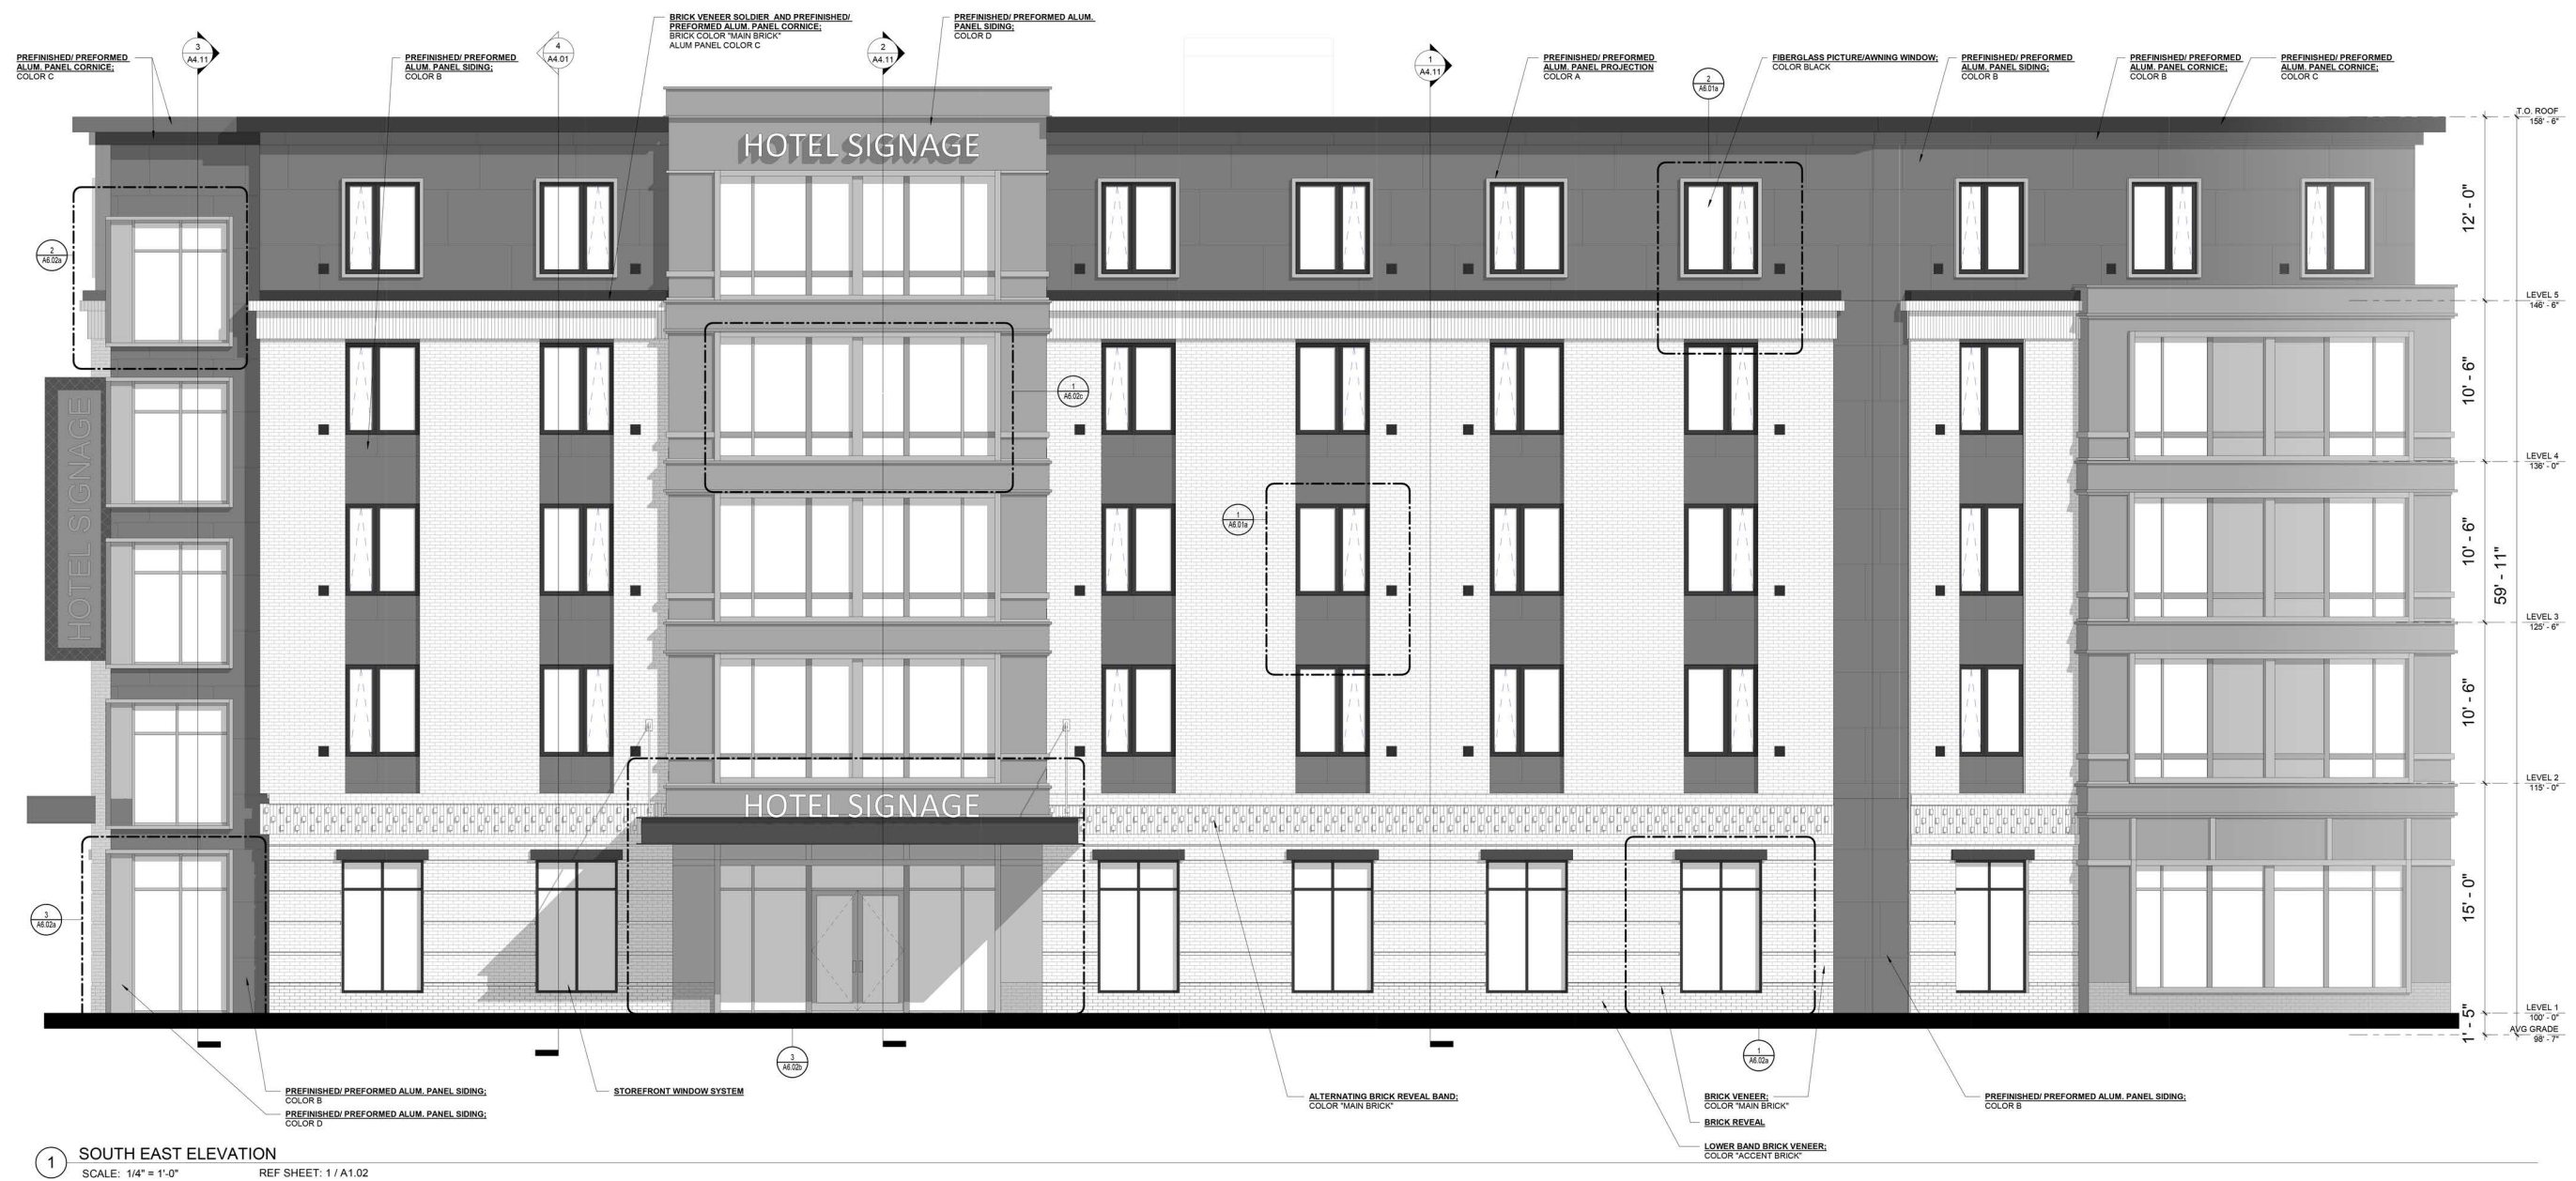 BRICK VENEER SOLDIER AND PREFINISHED/
PREFORMED ALUM. PANEL CORNICE;
BRICK COLOR "MAIN BRICK"
ALUM PANEL COLOR C
PREFINISHED/ PREFORMED ALUM.
PANEL SIDING;
COLOR D
PREFINISHED/ PREFORMED
ALUM. PANEL CORNICE;
COLOR C
3
A4.11
PREFINISHED/ PREFORMED
ALUM. PANEL SIDING;
COLOR B
4
A4.01
2
A4.11
1
A4.11
PREFINISHED/ PREFORMED
ALUM. PANEL PROJECTION
COLOR A
2
A6.01a
FIBERGLASS PICTURE/AWNING WINDOW;
COLOR BLACK
PREFINISHED/ PREFORMED
ALUM. PANEL SIDING;
COLOR B
PREFINISHED/ PREFORMED
ALUM. PANEL CORNICE;
COLOR B
PREFINISHED/ PREFORMED
ALUM. PANEL CORNICE;
COLOR C
T.O. ROOF
158' - 6"
HOTEL SIGNAGE
12' - 0"
2
A6.02a
LEVEL 5
146' - 6"
10' - 6"
1
A6.02c
HOTEL SIGNAGE
LEVEL 4
136' - 0"
1
A6.01a
10' - 6"
59' - 11"
LEVEL 3
125' - 6"
10' - 6"
LEVEL 2
115' - 0"
HOTEL SIGNAGE
15' - 0"
3
A6.02a
LEVEL 1
100' - 0"
1' - 5"
AVG GRADE
98' - 7"
3
A6.02b
1
A6.02a
PREFINISHED/ PREFORMED ALUM. PANEL SIDING;
COLOR B
PREFINISHED/ PREFORMED ALUM. PANEL SIDING;
COLOR D
STOREFRONT WINDOW SYSTEM
ALTERNATING BRICK REVEAL BAND;
COLOR "MAIN BRICK"
BRICK VENEER;
COLOR "MAIN BRICK"
BRICK REVEAL
LOWER BAND BRICK VENEER;
COLOR "ACCENT BRICK"
PREFINISHED/ PREFORMED ALUM. PANEL SIDING;
COLOR B
1
SOUTH EAST ELEVATION
SCALE: 1/4" = 1'-0"
REF SHEET: 1 / A1.02